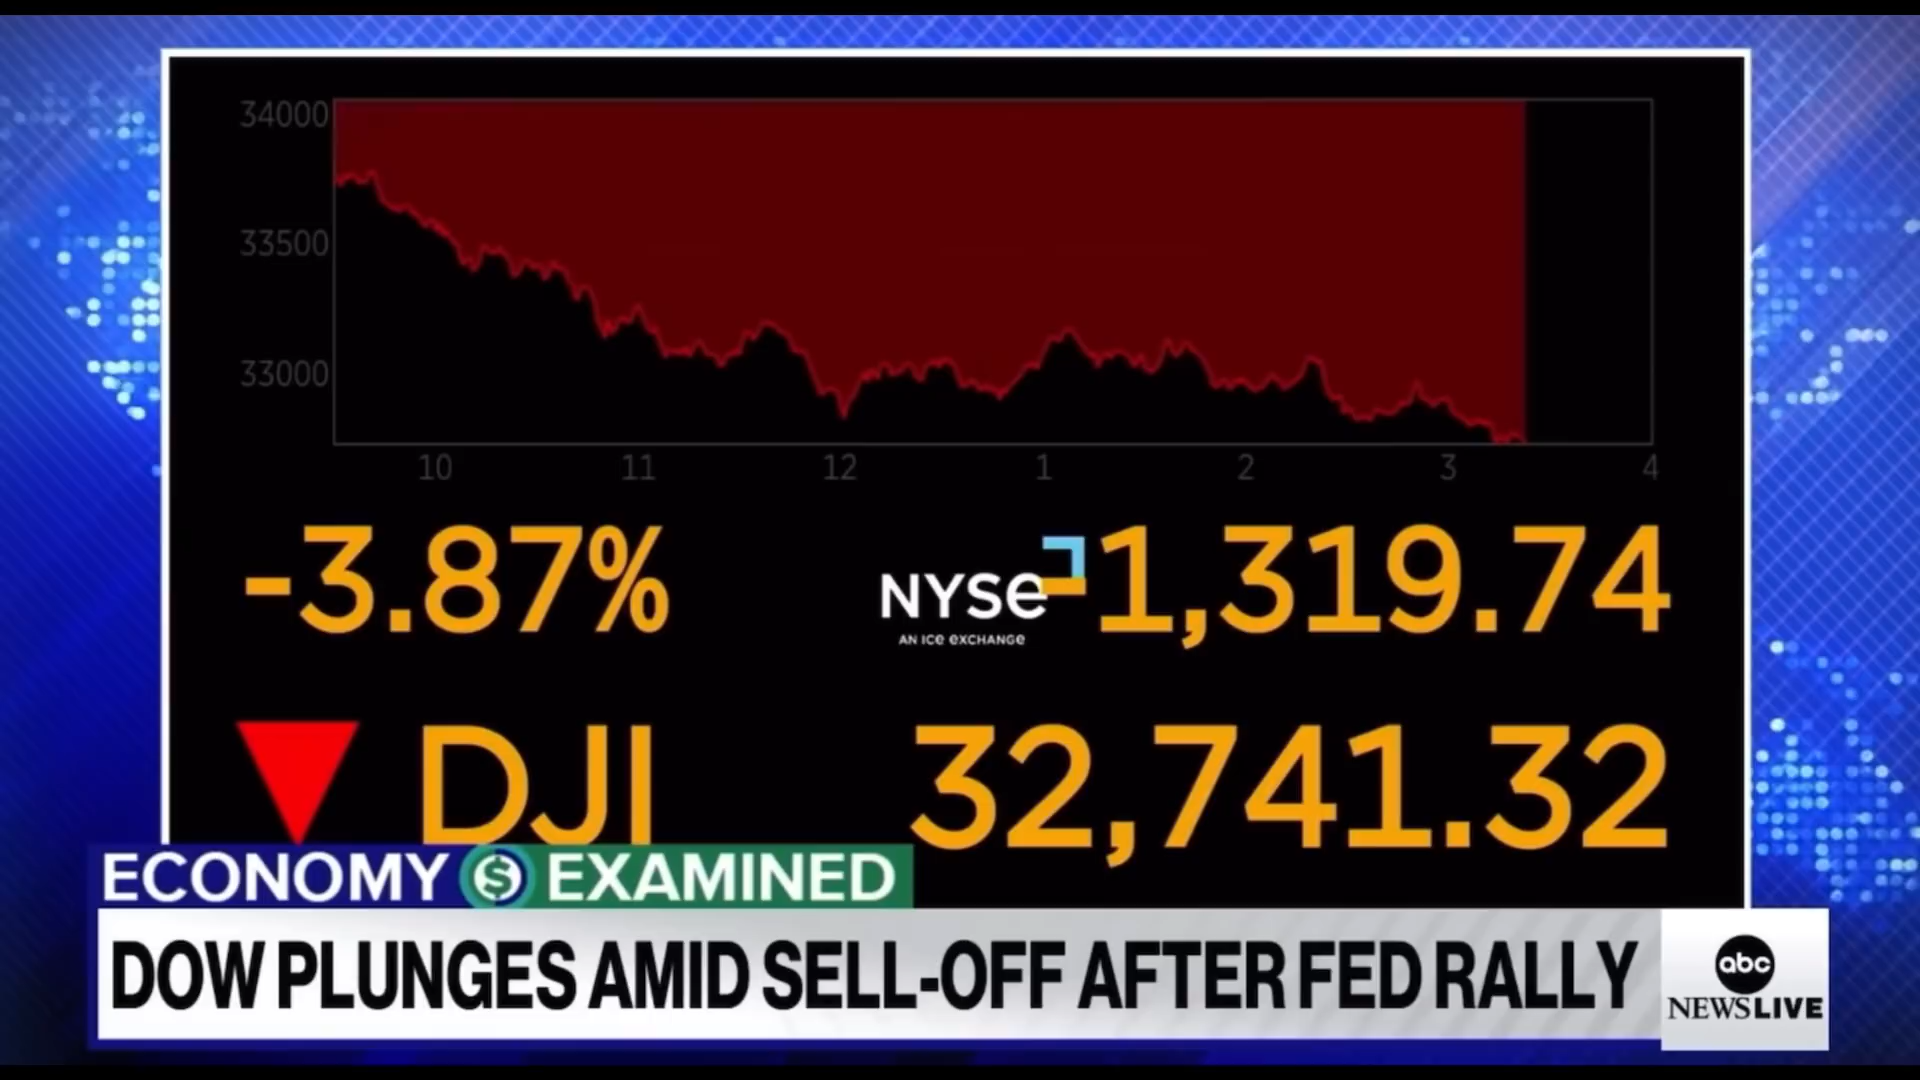 34000
33500
33000
10 11 12 1 2 3 4
-3.87%
NYSE
AN ICE EXCHANGE
-1,319.74
DJI 32,741.32
ECONOMY $ EXAMINED
DOW PLUNGES AMID SELL-OFF AFTER FED RALLY
abc
NEWS LIVE